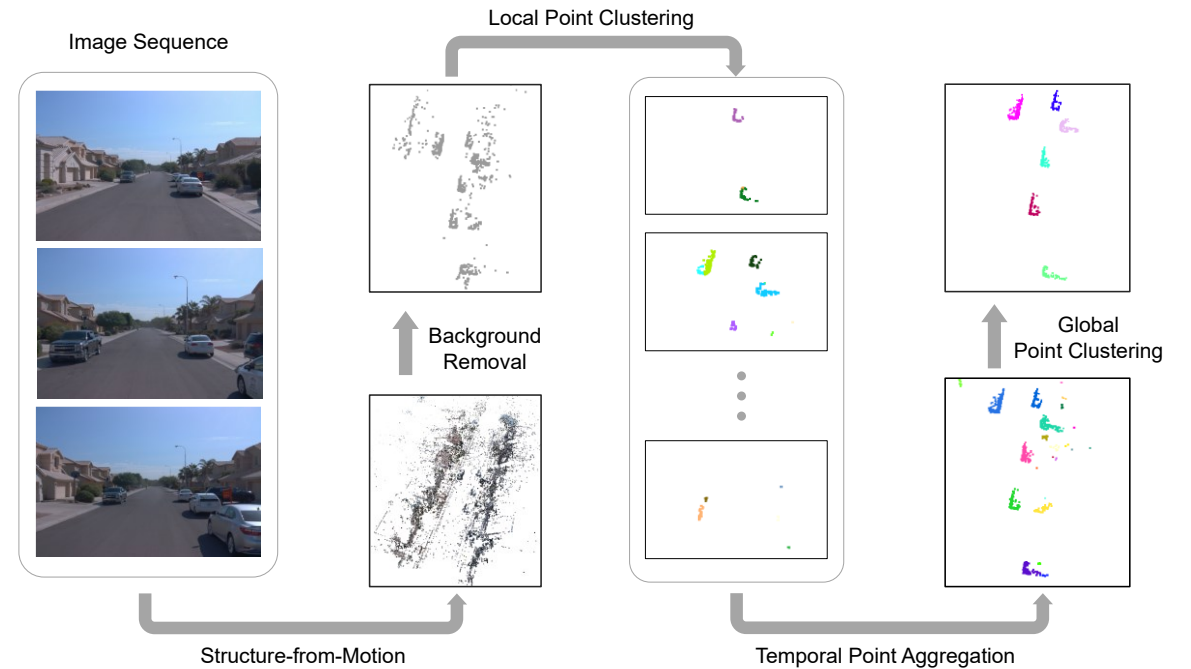 Local Point Clustering
Image Sequence
Background
Removal
Global
Point Clustering
Structure-from-Motion
Temporal Point Aggregation